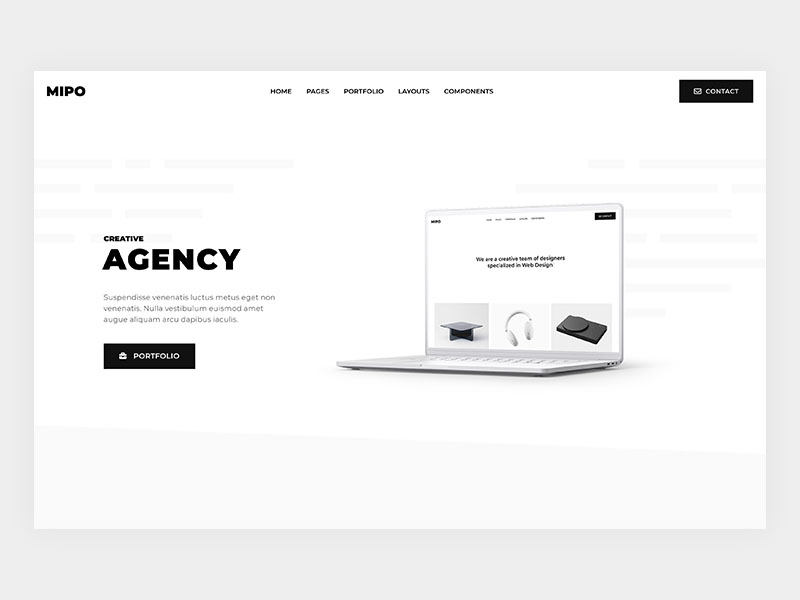 MIPO
HOME PAGES PORTFOLIO LAYOUTS COMPONENTS
CONTACT
CREATIVE
AGENCY
Suspendisse venenatis luctus metus eget non
venenatis. Nulla vestibulum euismod amet
augue aliquam arcu dapibus iaculis.
PORTFOLIO
MIPO
We are a creative team of designers
specialized in Web Design